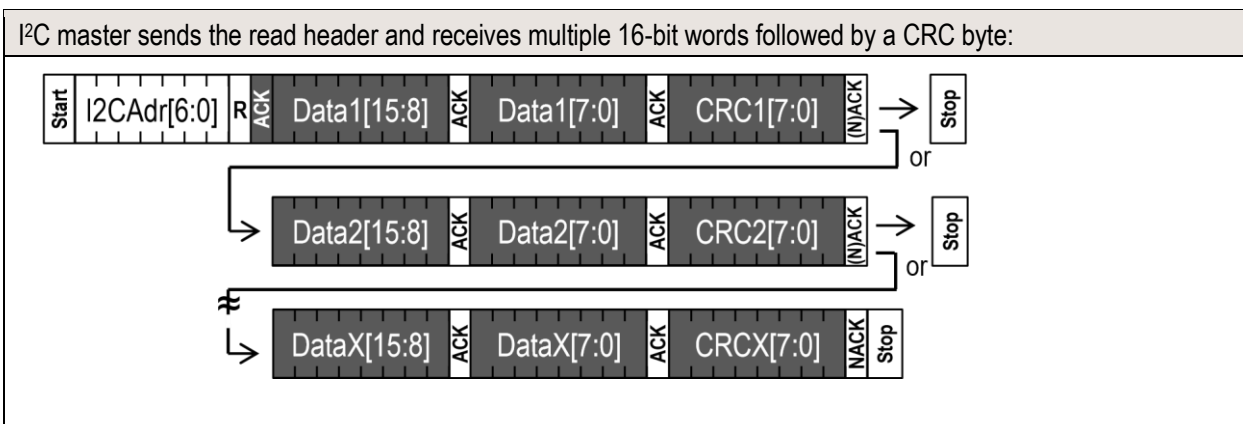 I²C master sends the read header and receives multiple 16-bit words followed by a CRC byte:
Start I2CAdr[6:0] R ACK Data1[15:8] ACK Data1[7:0] ACK CRC1[7:0] (N)ACK Stop
or
Data2[15:8] ACK Data2[7:0] ACK CRC2[7:0] (N)ACK Stop
or
DataX[15:8] ACK DataX[7:0] ACK CRCX[7:0] NACK Stop